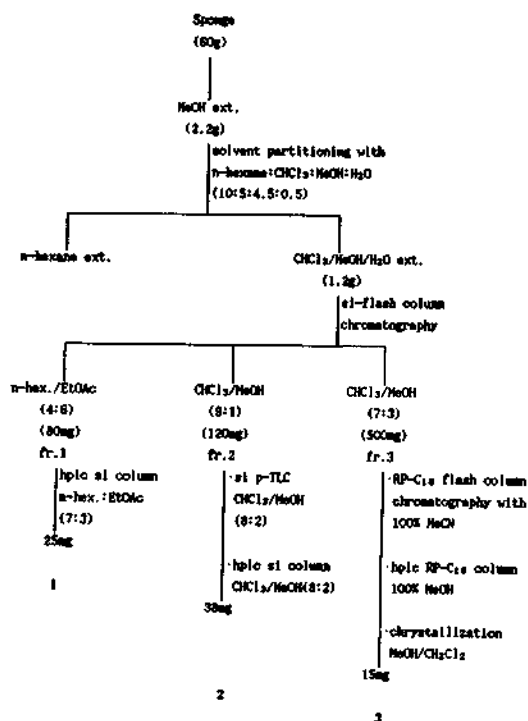 Sponge
(60g)
MeOH ext.
(2.2g)
solvent partitioning with
n-hexane:CHCl₃:MeOH:H₂O
(10:5:4.5:0.5)
n-hexane ext.
CHCl₃/MeOH/H₂O ext.
(1.2g)
si-flash column
chromatography
n-hex./EtOAc
(4:6)
(80mg)
fr.1
hplc si column
n-hex.:EtOAc
(7:3)
25mg
1
CHCl₃/MeOH
(9:1)
(120mg)
fr.2
·si p-TLC
CHCl₃/MeOH
(8:2)
·hplc si column
CHCl₃/MeOH(8:2)
38mg
2
CHCl₃/MeOH
(7:3)
(500mg)
fr.3
·RP-C₁₈ flash column
chromatography with
100% MeCN
·hplc RP-C₁₈ column
100% MeOH
·chrystallization
MeOH/CH₂Cl₂
15mg
3